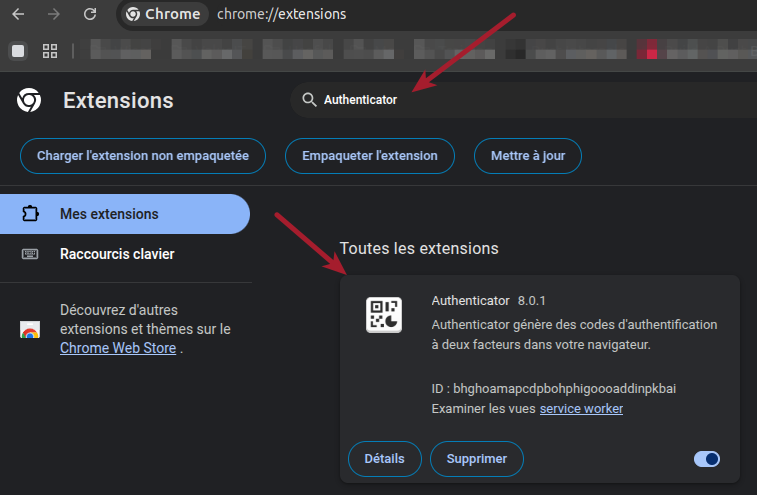 Chrome chrome://extensions
Extensions
Authenticator
Charger l'extension non empaquetée
Empaqueter l'extension
Mettre à jour
Mes extensions
Raccourcis clavier
Découvrez d'autres
extensions et thèmes sur le
Chrome Web Store .
Toutes les extensions
Authenticator 8.0.1
Authenticator génère des codes d'authentification
à deux facteurs dans votre navigateur.
ID : bhghoamapcdpbohphigoooaddinpkbai
Examiner les vues service worker
Détails
Supprimer